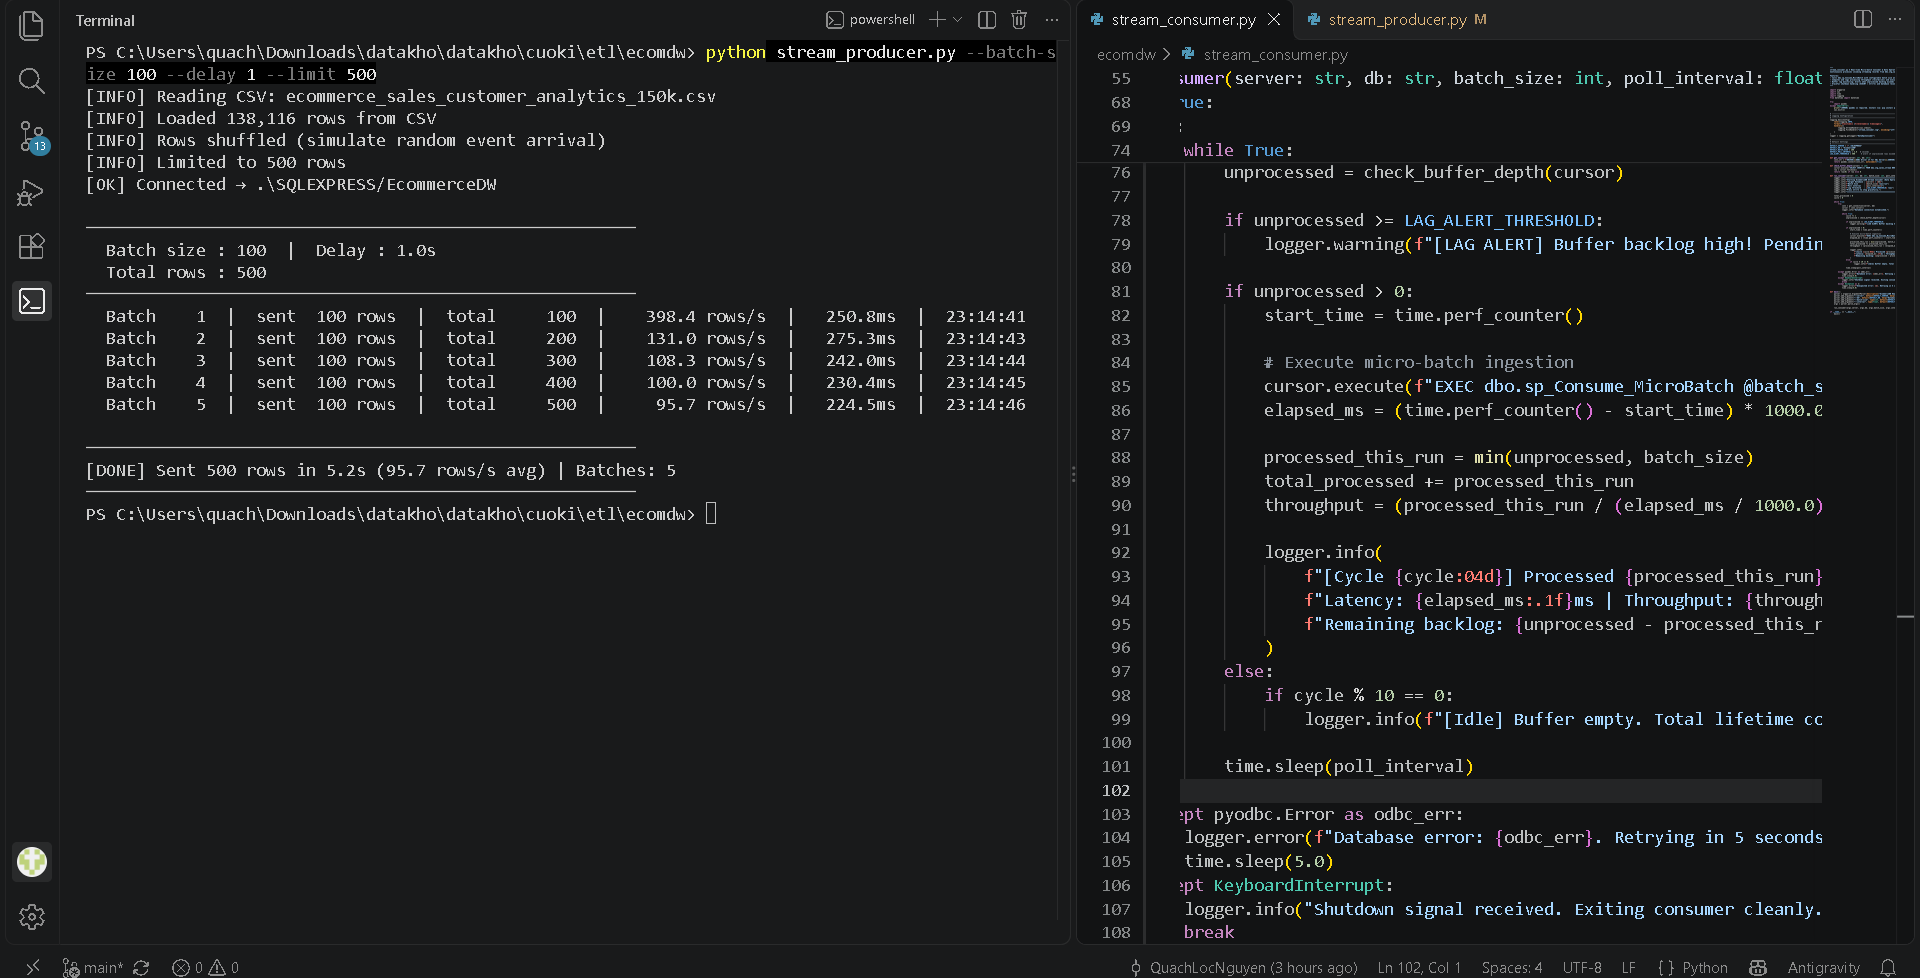 Terminal
powershell
PS C:\Users\quach\Downloads\datakho\datakho\cuoki\etl\ecomdw> python stream_producer.py --batch-s
ize 100 --delay 1 --limit 500
[INFO] Reading CSV: ecommerce_sales_customer_analytics_150k.csv
[INFO] Loaded 138,116 rows from CSV
[INFO] Rows shuffled (simulate random event arrival)
[INFO] Limited to 500 rows
[OK] Connected → .\SQLEXPRESS/EcommerceDW
Batch size : 100 | Delay : 1.0s
Total rows : 500
Batch 1 | sent 100 rows | total 100 | 398.4 rows/s | 250.8ms | 23:14:41
Batch 2 | sent 100 rows | total 200 | 131.0 rows/s | 275.3ms | 23:14:43
Batch 3 | sent 100 rows | total 300 | 108.3 rows/s | 242.0ms | 23:14:44
Batch 4 | sent 100 rows | total 400 | 100.0 rows/s | 230.4ms | 23:14:45
Batch 5 | sent 100 rows | total 500 | 95.7 rows/s | 224.5ms | 23:14:46
[DONE] Sent 500 rows in 5.2s (95.7 rows/s avg) | Batches: 5
PS C:\Users\quach\Downloads\datakho\datakho\cuoki\etl\ecomdw>
13
stream_consumer.py
stream_producer.py M
ecomdw > stream_consumer.py
55 sumer(server: str, db: str, batch_size: int, poll_interval: float
68 rue:
69 :
74 while True:
76 unprocessed = check_buffer_depth(cursor)
77
78 if unprocessed >= LAG_ALERT_THRESHOLD:
79 logger.warning(f"[LAG ALERT] Buffer backlog high! Pendin
80
81 if unprocessed > 0:
82 start_time = time.perf_counter()
83
84 # Execute micro-batch ingestion
85 cursor.execute(f"EXEC dbo.sp_Consume_MicroBatch @batch_s
86 elapsed_ms = (time.perf_counter() - start_time) * 1000.0
87
88 processed_this_run = min(unprocessed, batch_size)
89 total_processed += processed_this_run
90 throughput = (processed_this_run / (elapsed_ms / 1000.0)
91
92 logger.info(
93 f"[Cycle {cycle:04d}] Processed {processed_this_run}
94 f"Latency: {elapsed_ms:.1f}ms | Throughput: {through
95 f"Remaining backlog: {unprocessed - processed_this_r
96 )
97 else:
98 if cycle % 10 == 0:
99 logger.info(f"[Idle] Buffer empty. Total lifetime co
100
101 time.sleep(poll_interval)
102
103 ept pyodbc.Error as odbc_err:
104 logger.error(f"Database error: {odbc_err}. Retrying in 5 seconds
105 time.sleep(5.0)
106 ept KeyboardInterrupt:
107 logger.info("Shutdown signal received. Exiting consumer cleanly.
108 break
main* 0 0 QuachLocNguyen (3 hours ago) Ln 102, Col 1 Spaces: 4 UTF-8 LF {} Python Antigravity